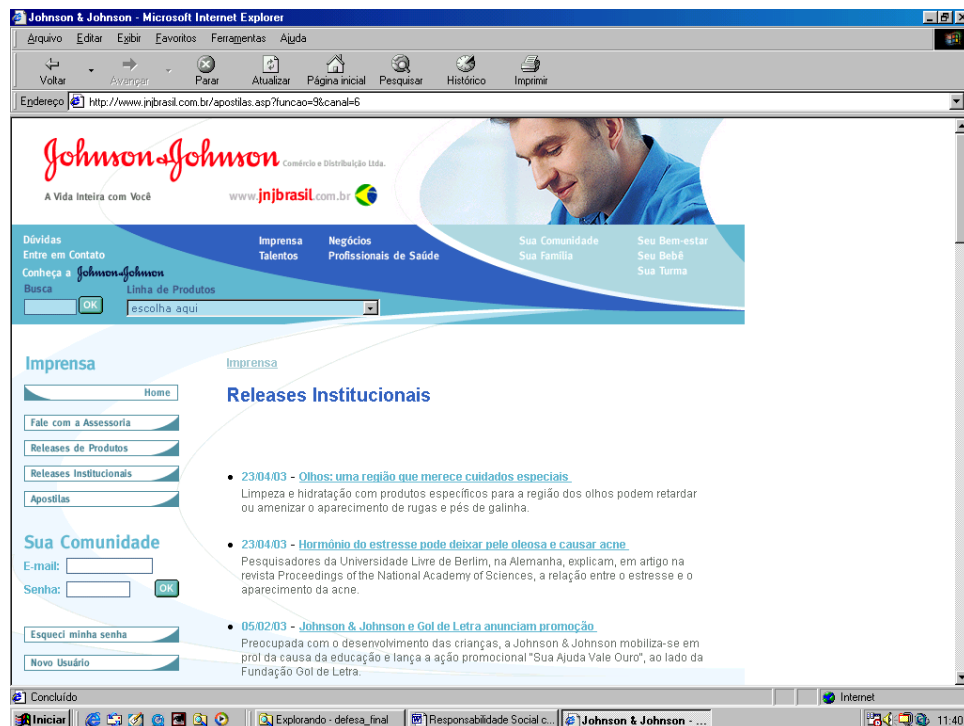 Johnson & Johnson - Microsoft Internet Explorer
Arquivo Editar Exibir Favoritos Ferramentas Ajuda
Voltar Avançar Parar Atualizar Página inicial Pesquisar Histórico Imprimir
Endereço http://www.jnjbrasil.com.br/apostilas.asp?funcao=9&canal=6
Johnson & Johnson Comércio e Distribuição Ltda.
A Vida Inteira com Você www.jnjbrasil.com.br
Dúvidas Imprensa Negócios Sua Comunidade Seu Bem-estar
Entre em Contato Talentos Profissionais de Saúde Sua Família Seu Bebê
Conheça a Johnson & Johnson Sua Turma
Busca Linha de Produtos
OK escolha aqui
Imprensa
Home
Fale com a Assessoria
Releases de Produtos
Releases Institucionais
Apostilas
Sua Comunidade
E-mail:
Senha: OK
Esqueci minha senha
Novo Usuário
Imprensa
Releases Institucionais
• 23/04/03 - Olhos: uma região que merece cuidados especiais
Limpeza e hidratação com produtos específicos para a região dos olhos podem retardar
ou amenizar o aparecimento de rugas e pés de galinha.
• 23/04/03 - Hormônio do estresse pode deixar pele oleosa e causar acne
Pesquisadores da Universidade Livre de Berlim, na Alemanha, explicam, em artigo na
revista Proceedings of the National Academy of Sciences, a relação entre o estresse e o
aparecimento da acne.
• 05/02/03 - Johnson & Johnson e Gol de Letra anunciam promoção
Preocupada com o desenvolvimento das crianças, a Johnson & Johnson mobiliza-se em
prol da causa da educação e lança a ação promocional "Sua Ajuda Vale Ouro", ao lado da
Fundação Gol de Letra.
Concluído Internet
Iniciar Explorando - defesa_final Responsabilidade Social c... Johnson & Johnson - ... 11:40